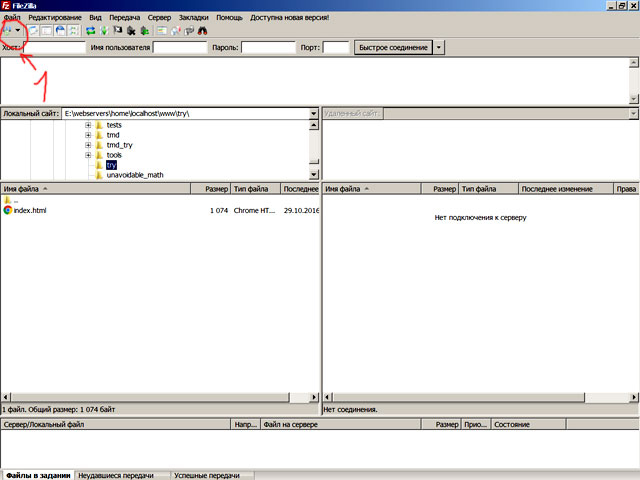 FileZilla
Файл Редактирование Вид Передача Сервер Закладки Помощь Доступна новая версия!
Хост: Имя пользователя Пароль: Порт: Быстрое соединение
1
Локальный сайт: E:\webservers\home\localhost\www\try\ Удаленный сайт:
tests
tmd
tmd_try
tools
try
unavoidable_math
Имя файла Размер Тип файла Последнее Имя файла Размер Тип файла Последнее изменение Права
..
index.html 1 074 Chrome HT... 29.10.2016
Нет подключения к серверу
1 файл. Общий размер: 1 074 байт Нет соединения.
Сервер/Локальный файл Напр... Файл на сервере Размер Прио... Состояние
Файлы в задании Неудавшиеся передачи Успешные передачи